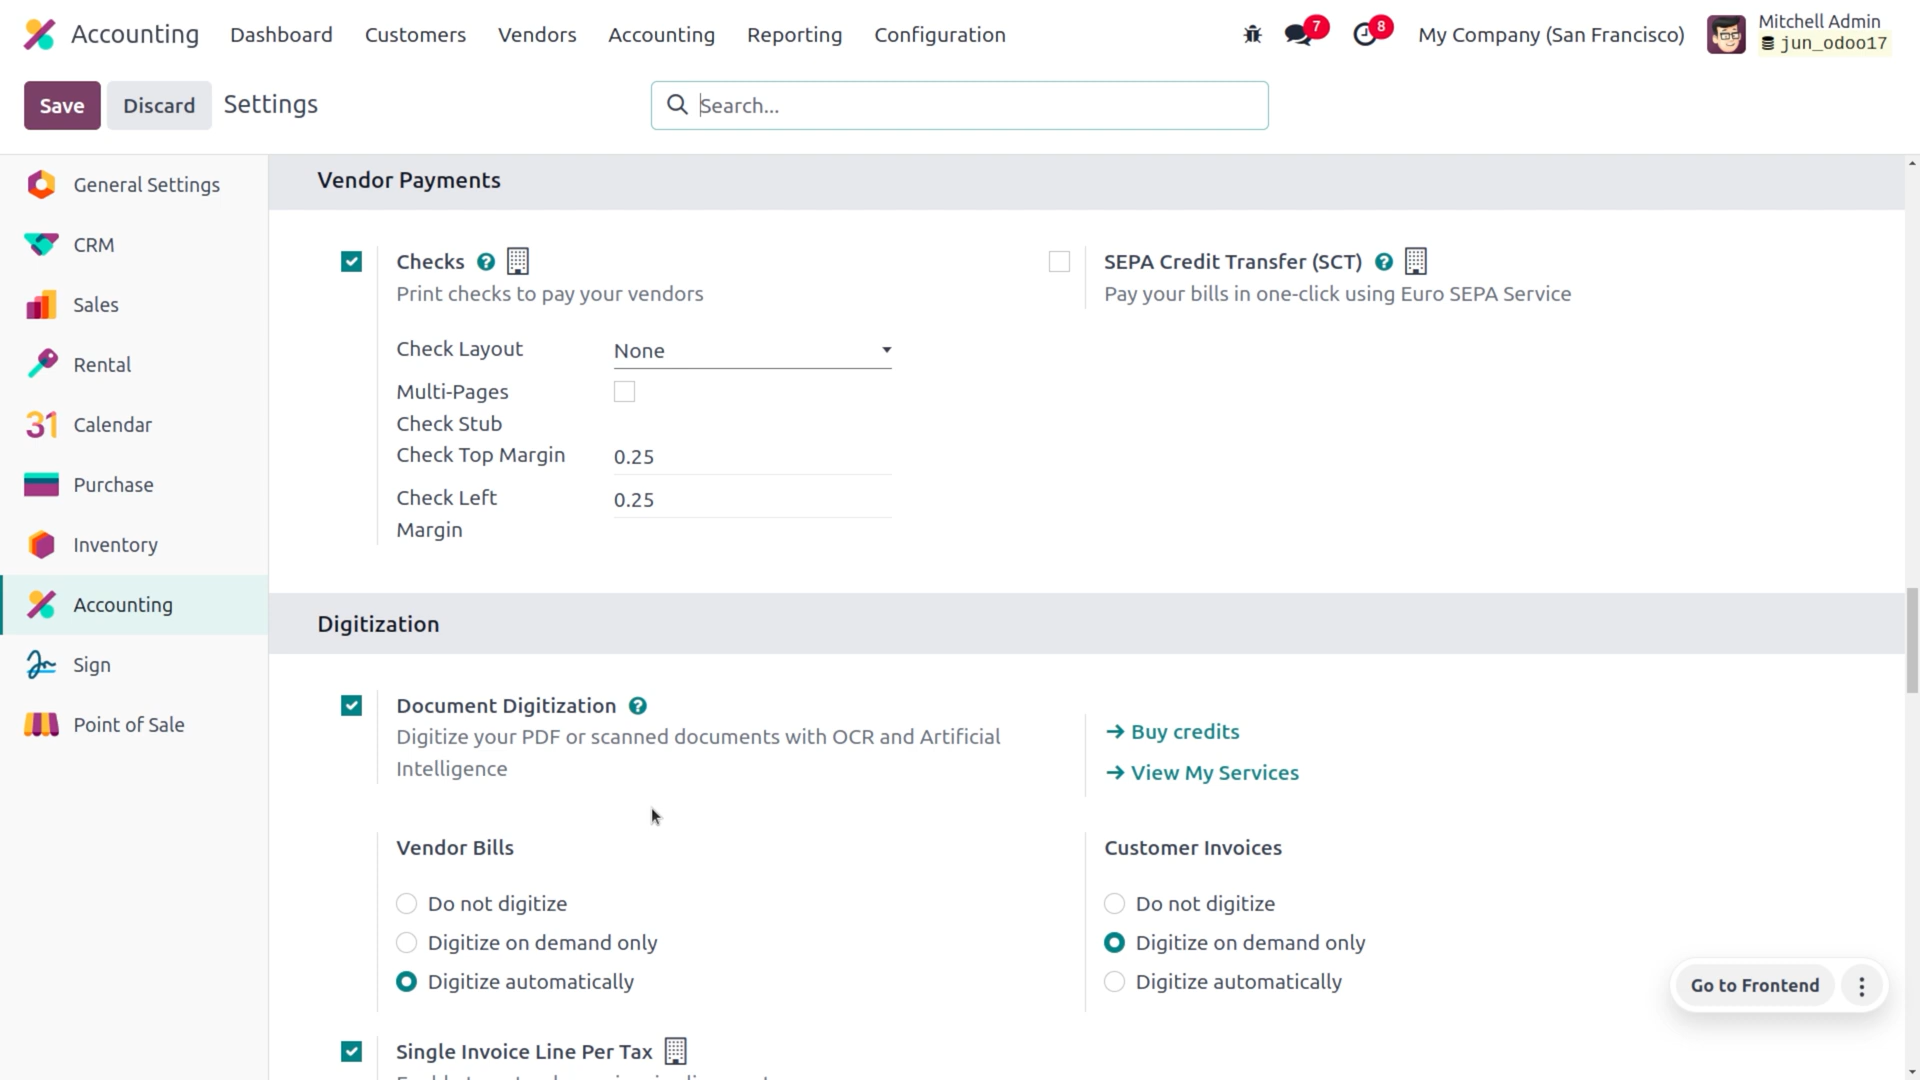 Accounting Dashboard Customers Vendors Accounting Reporting Configuration 7 8 My Company (San Francisco) Mitchell Admin
jun_odoo17
Save Discard Settings Search...
General Settings
CRM
Sales
Rental
31 Calendar
Purchase
Inventory
Accounting
Sign
Point of Sale
Vendor Payments
Checks ?
Print checks to pay your vendors
SEPA Credit Transfer (SCT) ?
Pay your bills in one-click using Euro SEPA Service
Check Layout None
Multi-Pages
Check Stub
Check Top Margin 0.25
Check Left 0.25
Margin
Digitization
Document Digitization ?
Digitize your PDF or scanned documents with OCR and Artificial
Intelligence
Buy credits
View My Services
Vendor Bills
Do not digitize
Digitize on demand only
Digitize automatically
Customer Invoices
Do not digitize
Digitize on demand only
Digitize automatically
Go to Frontend
Single Invoice Line Per Tax